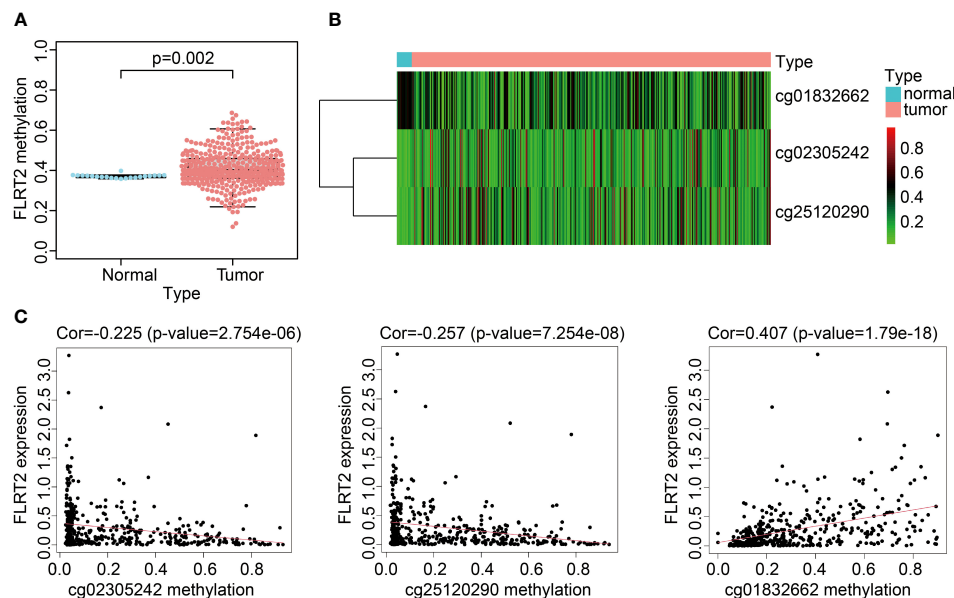 A
FLRT2 methylation
0.0 0.2 0.4 0.6 0.8 1.0
p=0.002
Normal Tumor
Type
B
Type
cg01832662
cg02305242
cg25120290
Type
normal
tumor
0.8
0.6
0.4
0.2
C
Cor=-0.225 (p-value=2.754e-06)
FLRT2 expression
0.0 0.5 1.0 1.5 2.0 2.5 3.0
0.0 0.2 0.4 0.6 0.8
cg02305242 methylation
Cor=-0.257 (p-value=7.254e-08)
FLRT2 expression
0.0 0.5 1.0 1.5 2.0 2.5 3.0
0.0 0.2 0.4 0.6 0.8
cg25120290 methylation
Cor=0.407 (p-value=1.79e-18)
FLRT2 expression
0.0 0.5 1.0 1.5 2.0 2.5 3.0
0.0 0.2 0.4 0.6 0.8
cg01832662 methylation